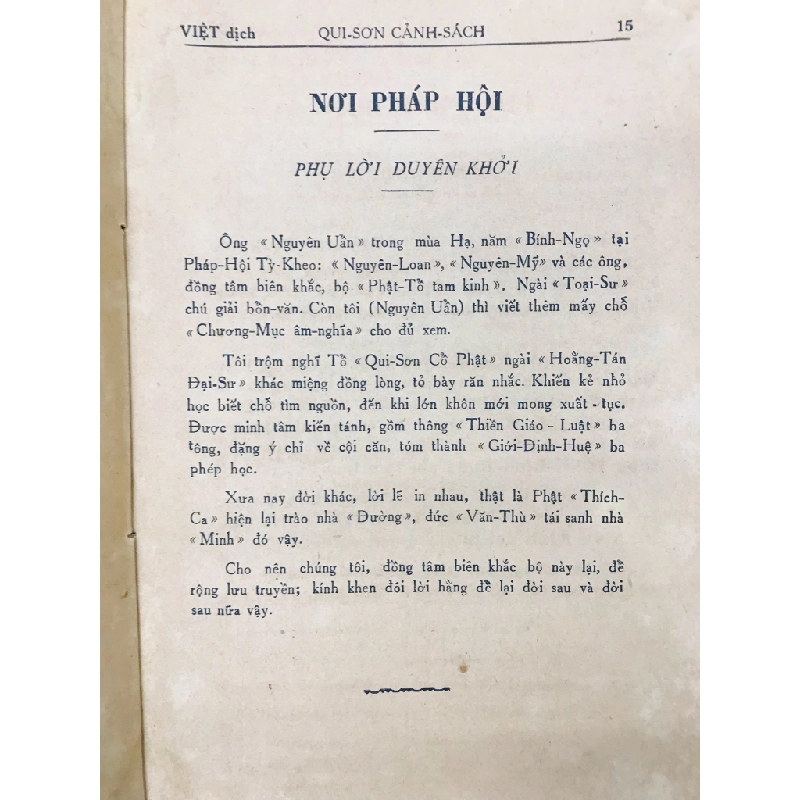 VIỆT dịch QUI-SƠN CẢNH-SÁCH 15
NƠI PHÁP HỘI
PHỤ LỜI DUYÊN KHỞI
Ông « Nguyên Uẩn » trong mùa Hạ, năm « Bính-Ngọ » tại
Pháp-Hội Tỳ-Kheo: « Nguyên-Loan », « Nguyên-Mỹ» và các ông,
đồng tâm biên khắc, bộ « Phật-Tổ tam kinh ». Ngài « Toại-Sư »
chú giải bổn-văn. Còn tôi (Nguyên Uẩn) thì viết thêm mấy chỗ
« Chương-Mục âm-nghĩa » cho đủ xem.
Tôi trộm nghĩ Tổ « Qui-Sơn Cổ Phật » ngài « Hoằng-Tán
Đại-Sư » khác miệng đồng lòng, tỏ bày răn nhắc. Khiến kẻ nhỏ
học biết chỗ tìm nguồn, đến khi lớn khôn mới mong xuất-tục.
Được minh tâm kiến tánh, gồm thông « Thiền Giáo - Luật » ba
tông, đặng ý chỉ về cội căn, tóm thành « Giới-Định-Huệ » ba
phép học.
Xưa nay đời khác, lời lẽ in nhau, thật là Phật « Thích-
Ca » hiện lại trào nhà « Đường », đức « Văn-Thù » tái sanh nhà
« Minh » đó vậy.
Cho nên chúng tôi, đồng tâm biên khắc bộ này lại, để
rộng lưu truyền; kính khen đôi lời hằng để lại đời sau và đời
sau nữa vậy.